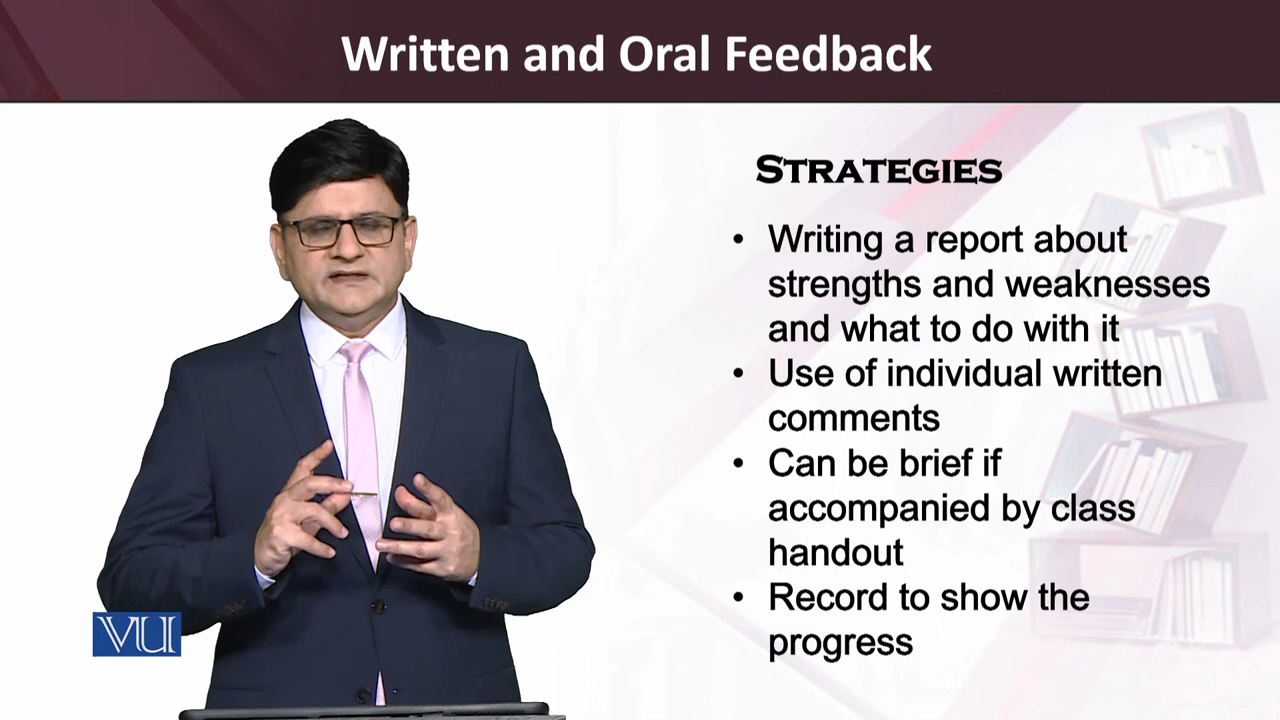 Written and Oral Feedback
STRATEGIES
• Writing a report about
strengths and weaknesses
and what to do with it
• Use of individual written
comments
• Can be brief if
accompanied by class
handout
• Record to show the
progress
VU